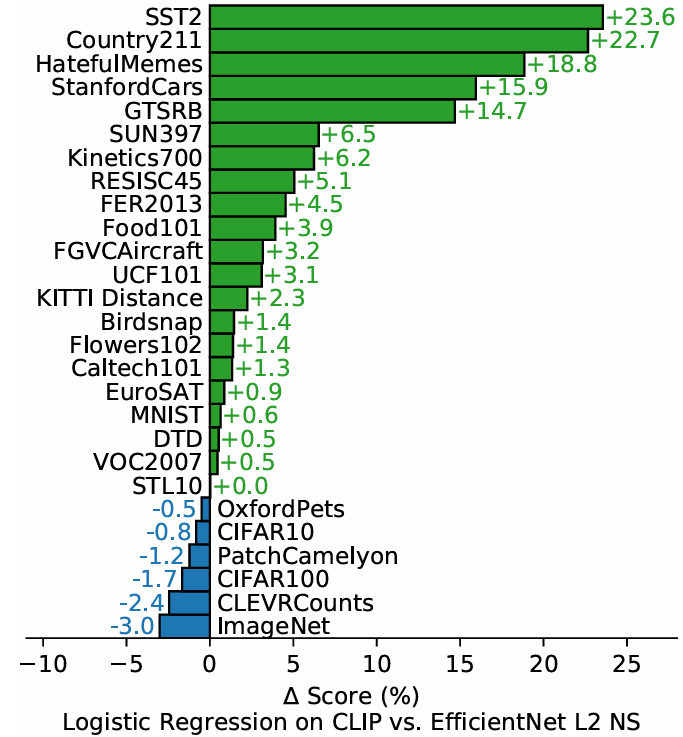 SST2 +23.6
Country211 +22.7
HatefulMemes +18.8
StanfordCars +15.9
GTSRB +14.7
SUN397 +6.5
Kinetics700 +6.2
RESISC45 +5.1
FER2013 +4.5
Food101 +3.9
FGVCAircraft +3.2
UCF101 +3.1
KITTI Distance +2.3
Birdsnap +1.4
Flowers102 +1.4
Caltech101 +1.3
EuroSAT +0.9
MNIST +0.6
DTD +0.5
VOC2007 +0.5
STL10 +0.0
-0.5 OxfordPets
-0.8 CIFAR10
-1.2 PatchCamelyon
-1.7 CIFAR100
-2.4 CLEVRCounts
-3.0 ImageNet
−10 −5 0 5 10 15 20 25
Δ Score (%)
Logistic Regression on CLIP vs. EfficientNet L2 NS